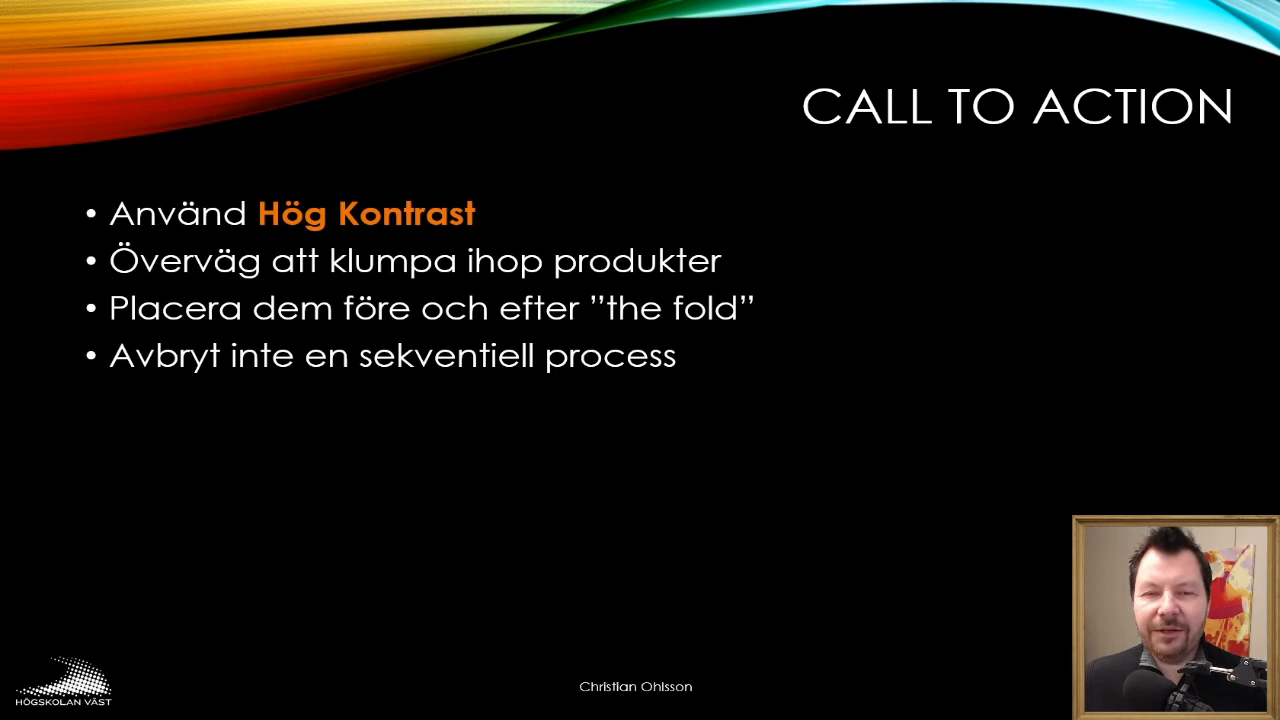 CALL TO ACTION
• Använd Hög Kontrast
• Överväg att klumpa ihop produkter
• Placera dem före och efter ”the fold”
• Avbryt inte en sekventiell process
HÖGSKOLAN VÄST
Christian Ohlsson